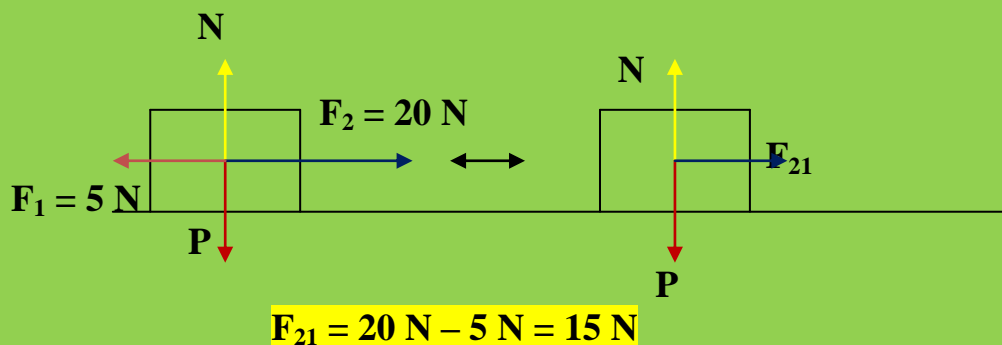 N
N
F₂ = 20 N
F₂₁
F₁ = 5 N
P
P
F₂₁ = 20 N – 5 N = 15 N